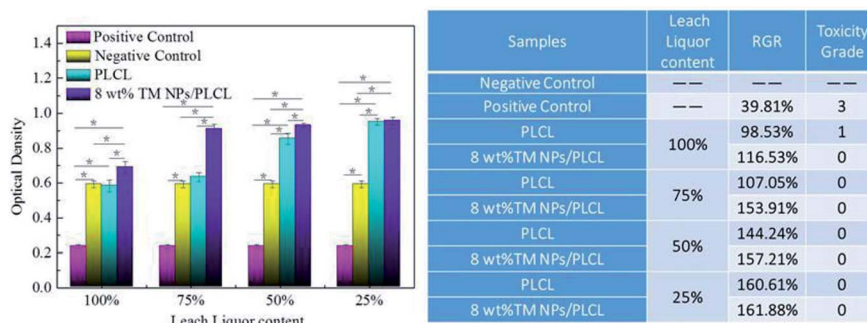 1.4
1.2
1.0
0.8
0.6
0.4
0.2
0.0
Optical Density
Positive Control
Negative Control
PLCL
8 wt% TM NPs/PLCL
* * * * *
* * * *
* * * * *
* * * * *
100% 75% 50% 25%
Leach Liquor content
Samples Leach Liquor content RGR Toxicity Grade
Negative Control —— —— ——
Positive Control —— 39.81% 3
PLCL 100% 98.53% 1
8 wt%TM NPs/PLCL 116.53% 0
PLCL 75% 107.05% 0
8 wt%TM NPs/PLCL 153.91% 0
PLCL 50% 144.24% 0
8 wt%TM NPs/PLCL 157.21% 0
PLCL 25% 160.61% 0
8 wt%TM NPs/PLCL 161.88% 0